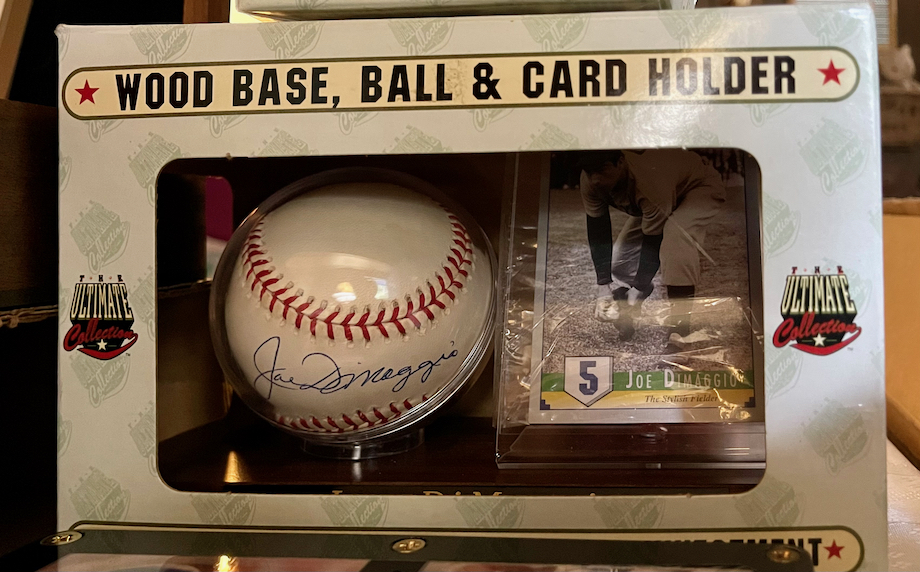 WOOD BASE, BALL & CARD HOLDER
THE
ULTIMATE
Collection
Joe DiMaggio
5
JOE DIMAGGIO
The Stylish Fielder
THE
ULTIMATE
Collection
TM